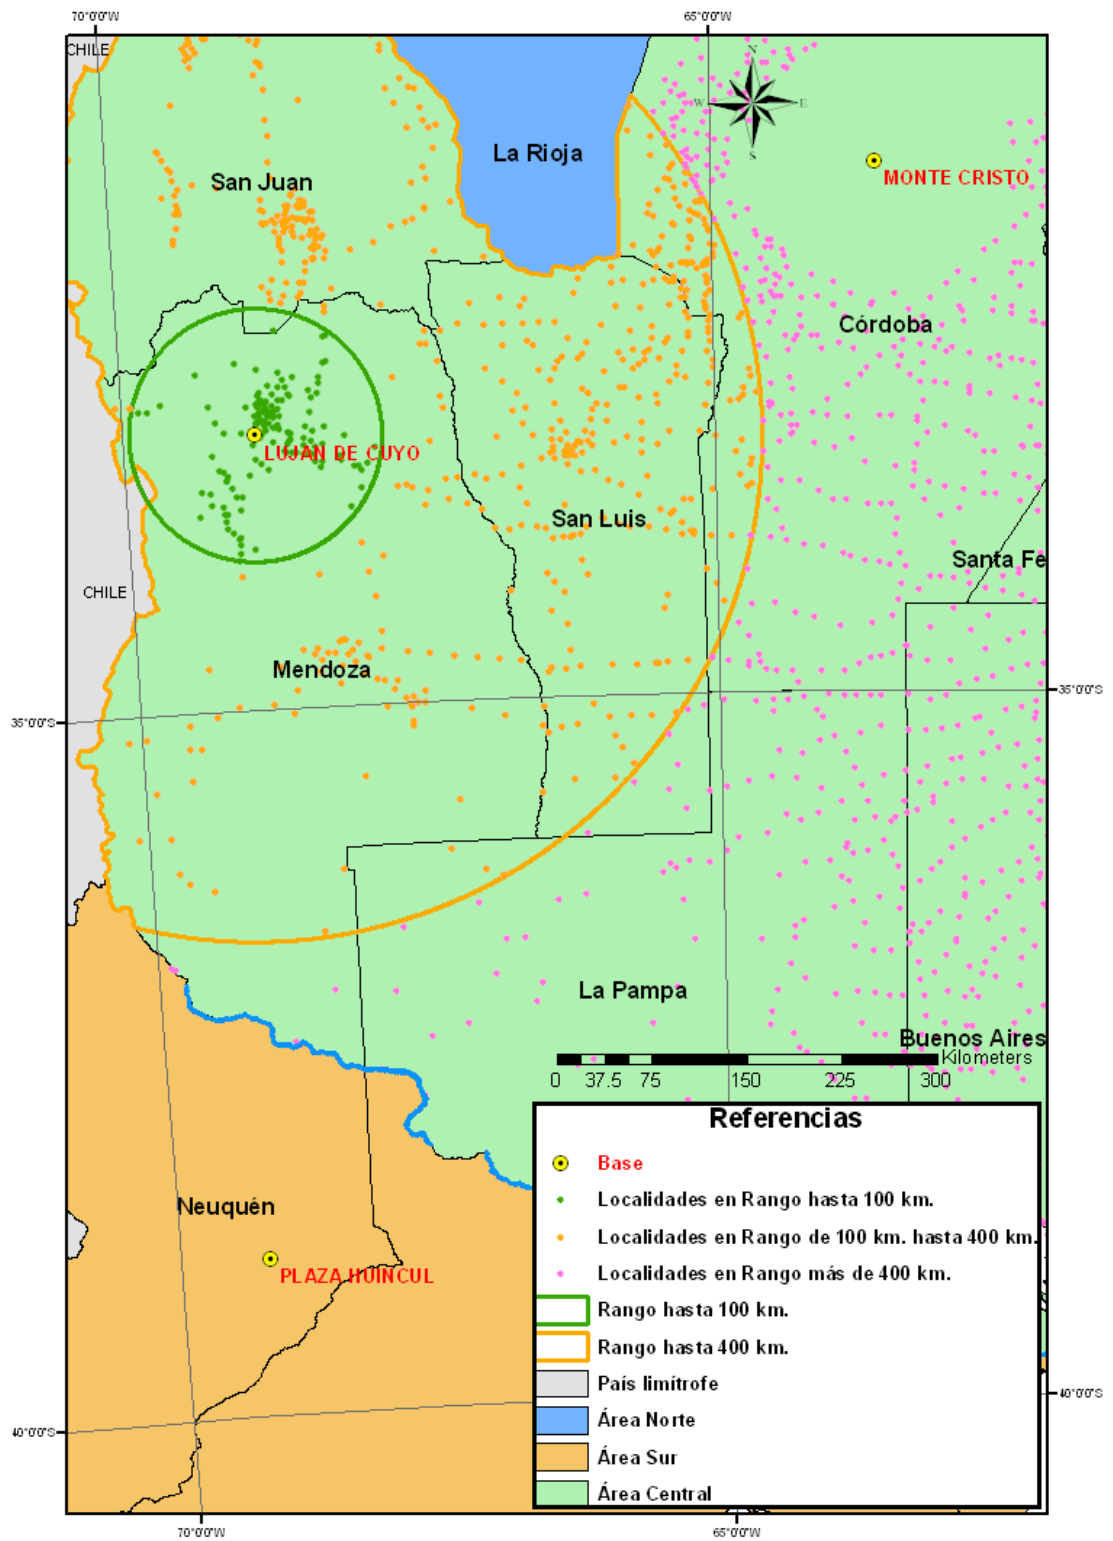 70°0'0"W
65°0'0"W
CHILE
N
W
E
S
La Rioja
San Juan
MONTE CRISTO
Córdoba
LUJAN DE CUYO
San Luis
Santa Fe
CHILE
Mendoza
35°0'0"S
35°0'0"S
La Pampa
Buenos Aires
Kilometers
0 37.5 75 150 225 300
Referencias
Base
Localidades en Rango hasta 100 km.
Neuquén
Localidades en Rango de 100 km. hasta 400 km.
PLAZA HUINCUL
Localidades en Rango más de 400 km.
Rango hasta 100 km.
Rango hasta 400 km.
País limítrofe
40°0'0"S
Área Norte
40°0'0"S
Área Sur
Área Central
70°0'0"W
65°0'0"W